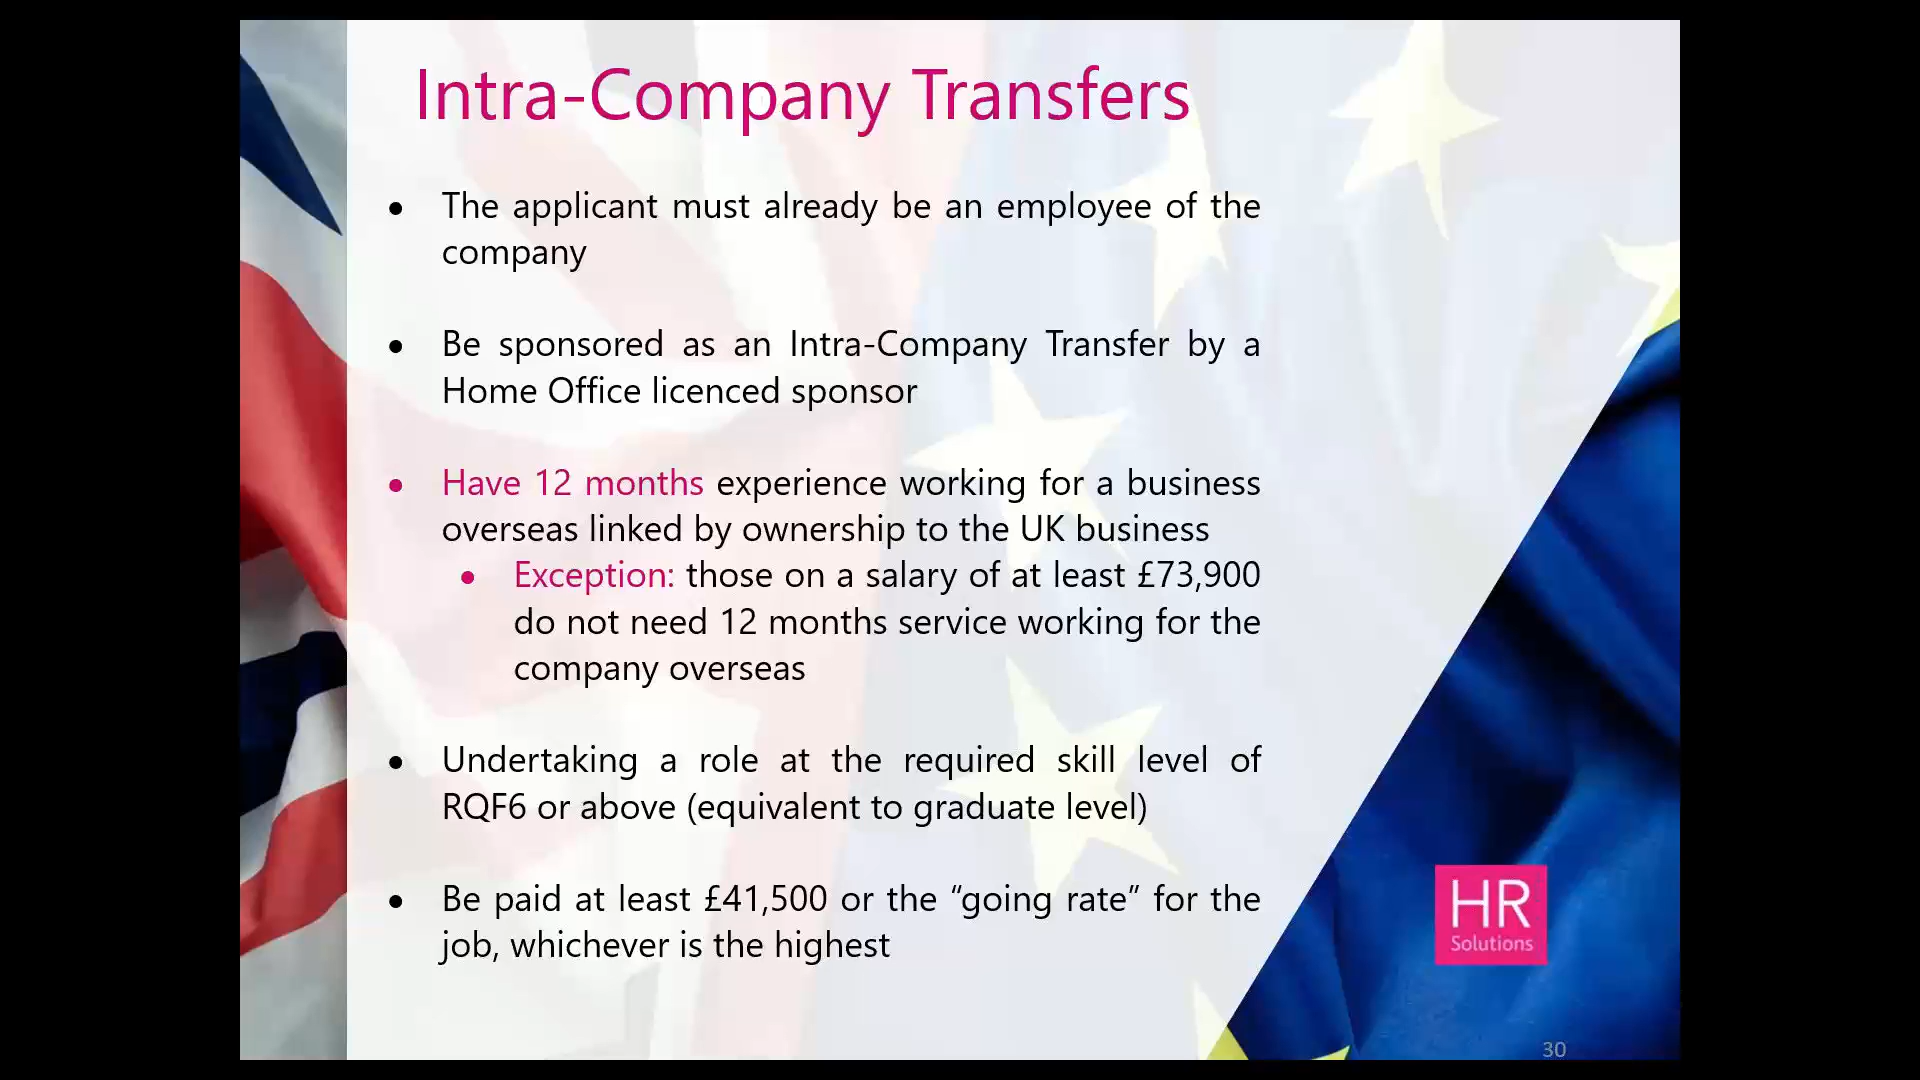 Intra-Company Transfers
• The applicant must already be an employee of the
company
• Be sponsored as an Intra-Company Transfer by a
Home Office licenced sponsor
• Have 12 months experience working for a business
overseas linked by ownership to the UK business
• Exception: those on a salary of at least £73,900
do not need 12 months service working for the
company overseas
• Undertaking a role at the required skill level of
RQF6 or above (equivalent to graduate level)
• Be paid at least £41,500 or the “going rate” for the
job, whichever is the highest
HR
Solutions
30